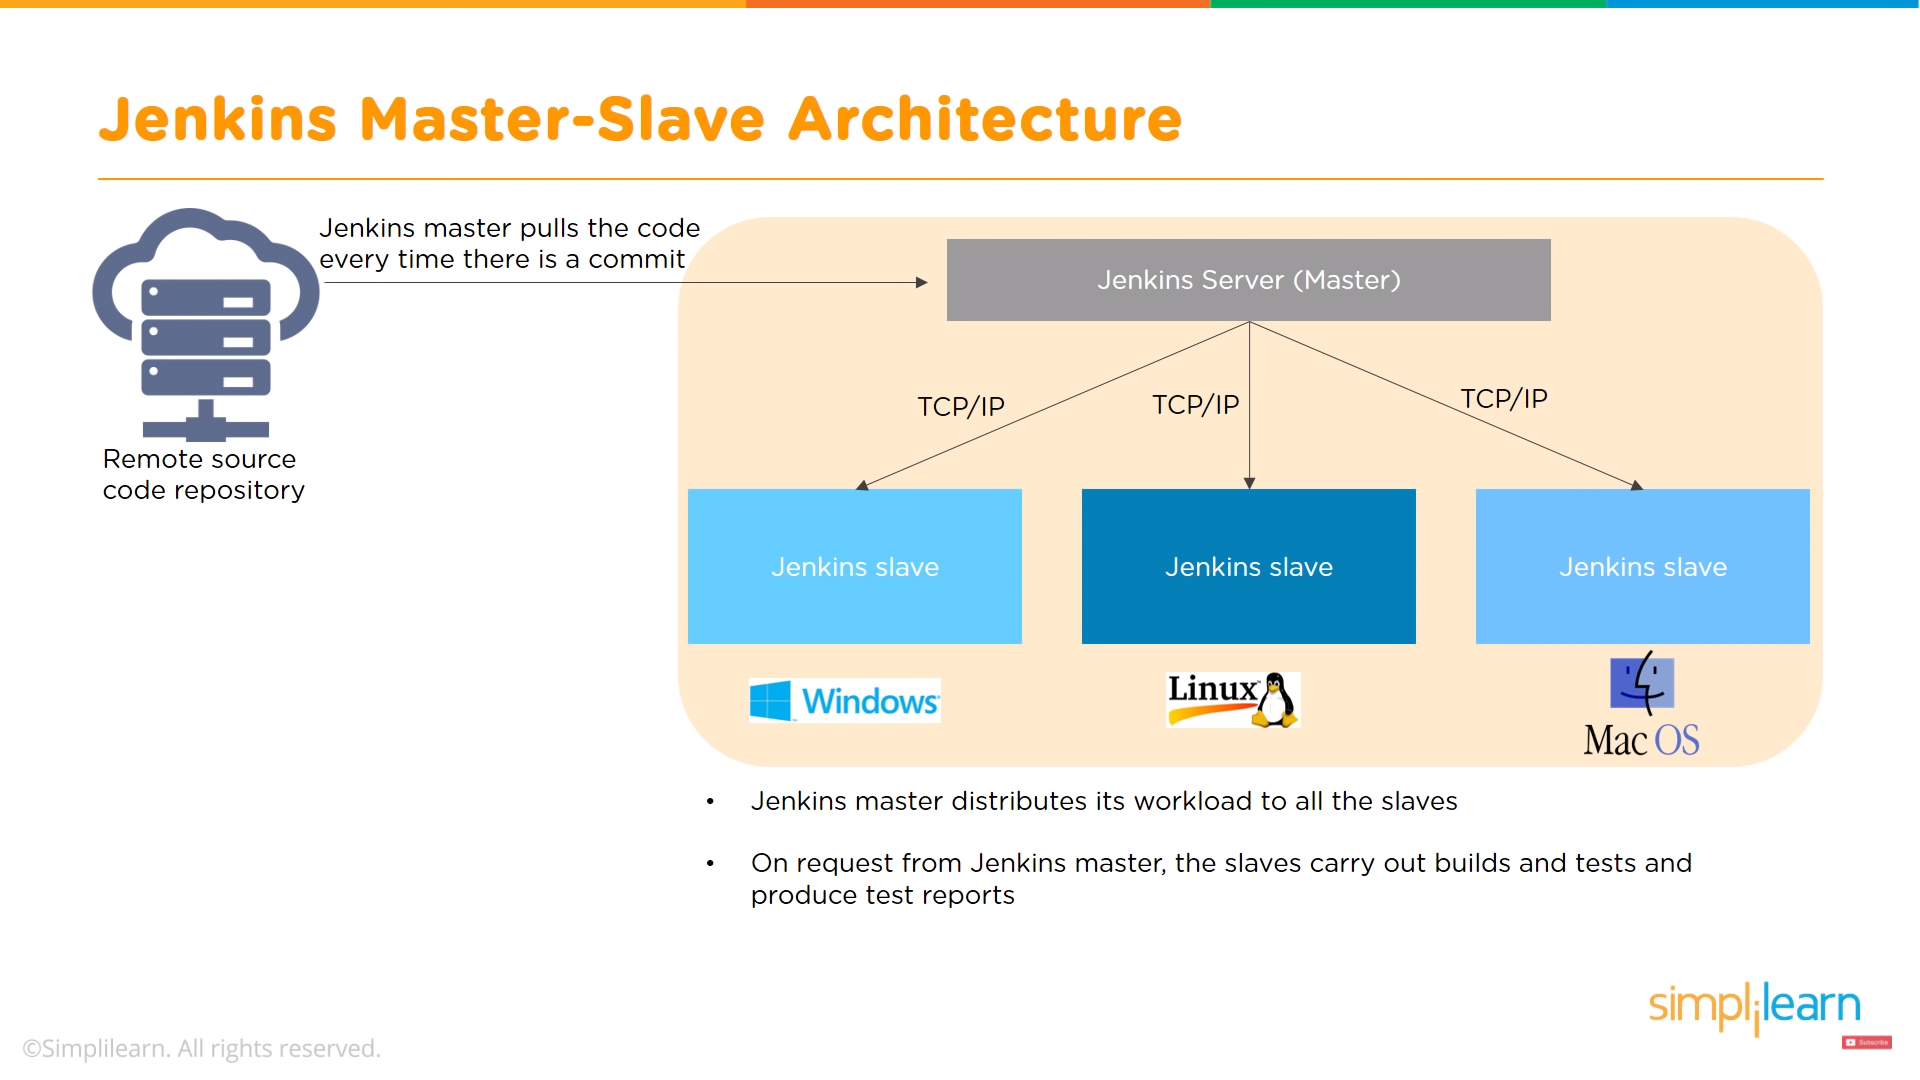 Jenkins Master-Slave Architecture
Jenkins master pulls the code
every time there is a commit
Jenkins Server (Master)
TCP/IP
TCP/IP
TCP/IP
Remote source
code repository
Jenkins slave
Jenkins slave
Jenkins slave
Windows
Linux™
Mac OS
• Jenkins master distributes its workload to all the slaves
• On request from Jenkins master, the slaves carry out builds and tests and
produce test reports
simplilearn
Subscribe
©Simplilearn. All rights reserved.